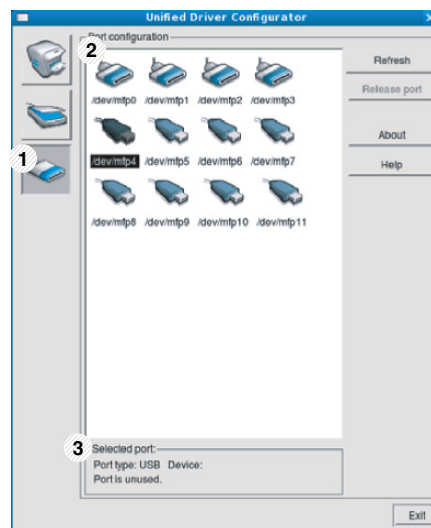 Unified Driver Configurator
Port configuration
2
/dev/mfp0 /dev/mfp1 /dev/mfp2 /dev/mfp3
/dev/mfp4 /dev/mfp5 /dev/mfp6 /dev/mfp7
/dev/mfp8 /dev/mfp9 /dev/mfp10 /dev/mfp11
Refresh
Release port
About
Help
1
3
Selected port:
Port type: USB Device:
Port is unused.
Exit